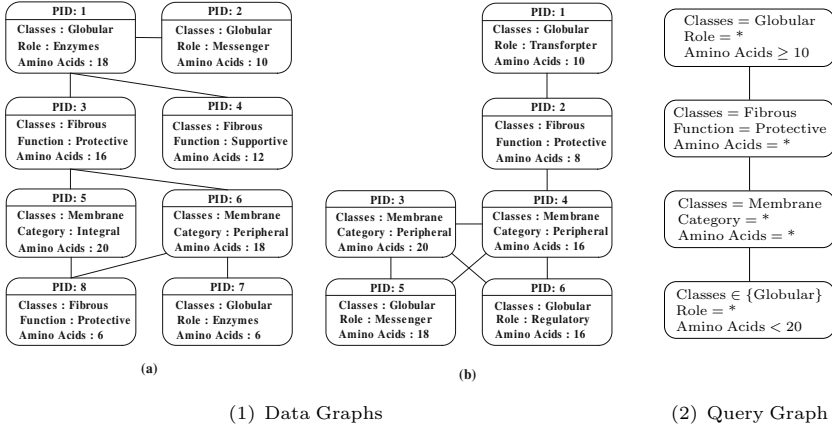 PID: 1
Classes : Globular
Role : Enzymes
Amino Acids : 18
PID: 2
Classes : Globular
Role : Messenger
Amino Acids : 10
PID: 3
Classes : Fibrous
Function : Protective
Amino Acids : 16
PID: 4
Classes : Fibrous
Function : Supportive
Amino Acids : 12
PID: 5
Classes : Membrane
Category : Integral
Amino Acids : 20
PID: 6
Classes : Membrane
Category : Peripheral
Amino Acids : 18
PID: 8
Classes : Fibrous
Function : Protective
Amino Acids : 6
PID: 7
Classes : Globular
Role : Enzymes
Amino Acids : 6
(a)
PID: 1
Classes : Globular
Role : Transforpter
Amino Acids : 10
PID: 2
Classes : Fibrous
Function : Protective
Amino Acids : 8
PID: 3
Classes : Membrane
Category : Peripheral
Amino Acids : 20
PID: 4
Classes : Membrane
Category : Peripheral
Amino Acids : 16
PID: 5
Classes : Globular
Role : Messenger
Amino Acids : 18
PID: 6
Classes : Globular
Role : Regulatory
Amino Acids : 16
(b)
(1) Data Graphs
Classes = Globular
Role = *
Amino Acids ≥ 10
Classes = Fibrous
Function = Protective
Amino Acids = *
Classes = Membrane
Category = *
Amino Acids = *
Classes ∈ {Globular}
Role = *
Amino Acids < 20
(2) Query Graph